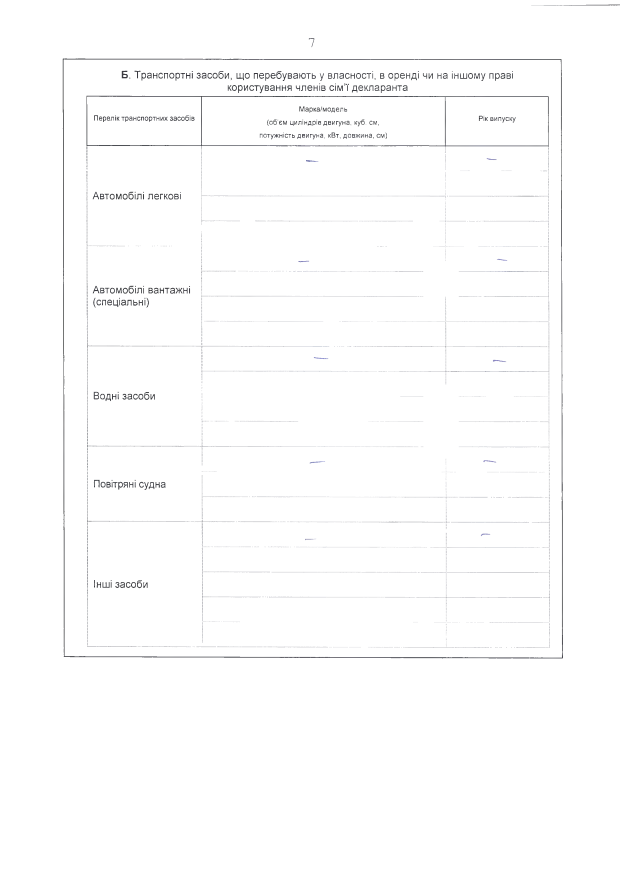 7
Б. Транспортні засоби, що перебувають у власності, в оренді чи на іншому праві
користування членів сім'ї декларанта
Перелік транспортних засобів
Марка/модель
(об'єм циліндрів двигуна, куб. см,
потужність двигуна, кВт, довжина, см)
Рік випуску
Автомобілі легкові
—
—
Автомобілі вантажні
(спеціальні)
—
—
Водні засоби
—
—
Повітряні судна
—
—
Інші засоби
—
—